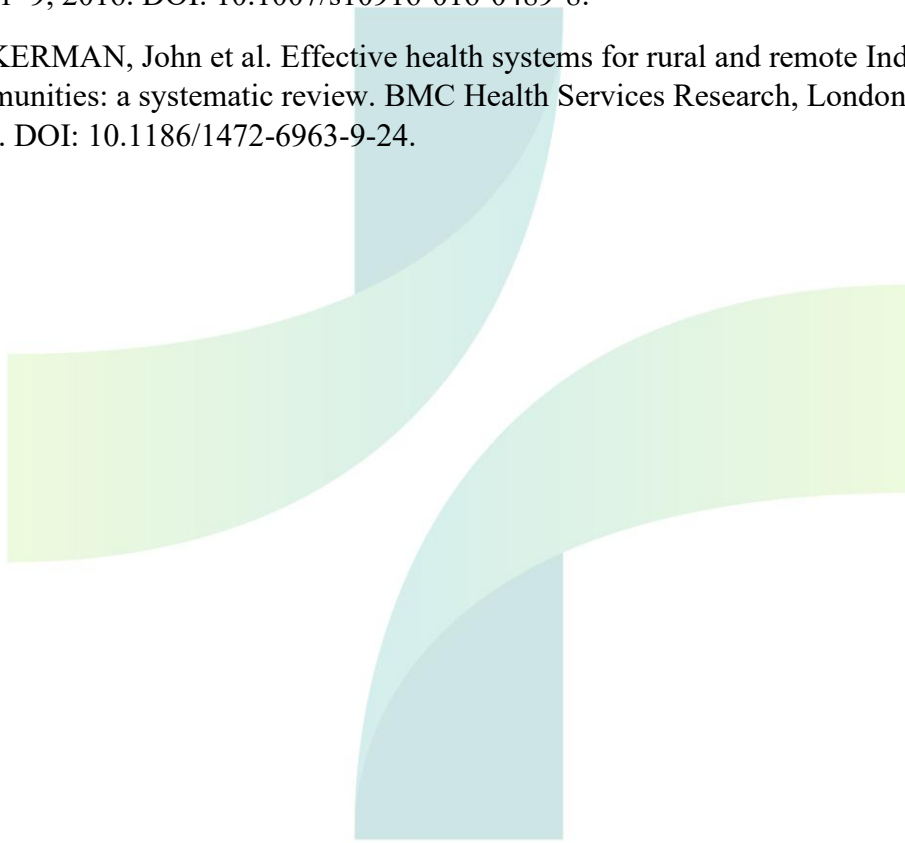 KERMAN, John et al. Effective health systems for rural and remote Ind
munities: a systematic review. BMC Health Services Research, London
. DOI: 10.1186/1472-6963-9-24.